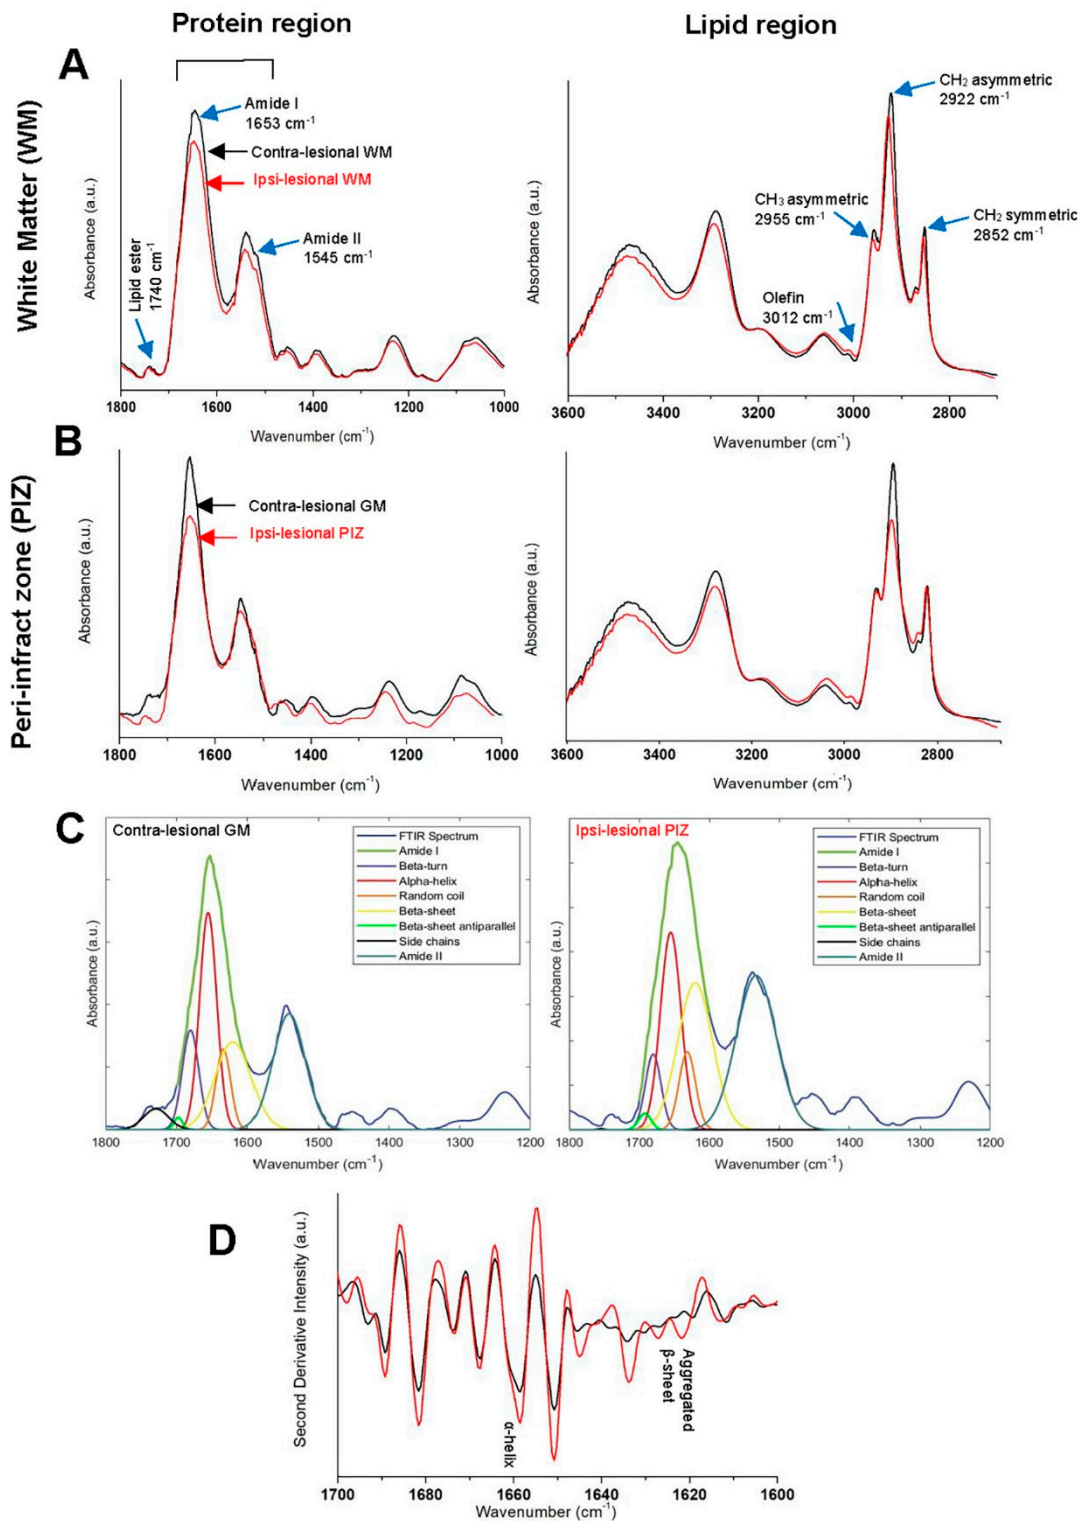 Protein region
Lipid region
A
White Matter (WM)
Absorbance (a.u.)
Amide I
1653 cm⁻¹
Contra-lesional WM
Ipsi-lesional WM
Amide II
1545 cm⁻¹
Lipid ester
1740 cm⁻¹
1800 1600 1400 1200 1000
Wavenumber (cm⁻¹)
Absorbance (a.u.)
CH₂ asymmetric
2922 cm⁻¹
CH₃ asymmetric
2955 cm⁻¹
CH₂ symmetric
2852 cm⁻¹
Olefin
3012 cm⁻¹
3600 3400 3200 3000 2800
Wavenumber (cm⁻¹)
B
Peri-infract zone (PIZ)
Absorbance (a.u.)
Contra-lesional GM
Ipsi-lesional PIZ
1800 1600 1400 1200 1000
Wavenumber (cm⁻¹)
Absorbance (a.u.)
3600 3400 3200 3000 2800
Wavenumber (cm⁻¹)
C
Contra-lesional GM
Absorbance (a.u.)
FTIR Spectrum
Amide I
Beta-turn
Alpha-helix
Random coil
Beta-sheet
Beta-sheet antiparallel
Side chains
Amide II
1800 1700 1600 1500 1400 1300 1200
Wavenumber (cm⁻¹)
Ipsi-lesional PIZ
Absorbance (a.u.)
FTIR Spectrum
Amide I
Beta-turn
Alpha-helix
Random coil
Beta-sheet
Beta-sheet antiparallel
Side chains
Amide II
1800 1700 1600 1500 1400 1300 1200
Wavenumber (cm⁻¹)
D
Second Derivative Intensity (a.u.)
α-helix
Aggregated
β-sheet
1700 1680 1660 1640 1620 1600
Wavenumber (cm⁻¹)